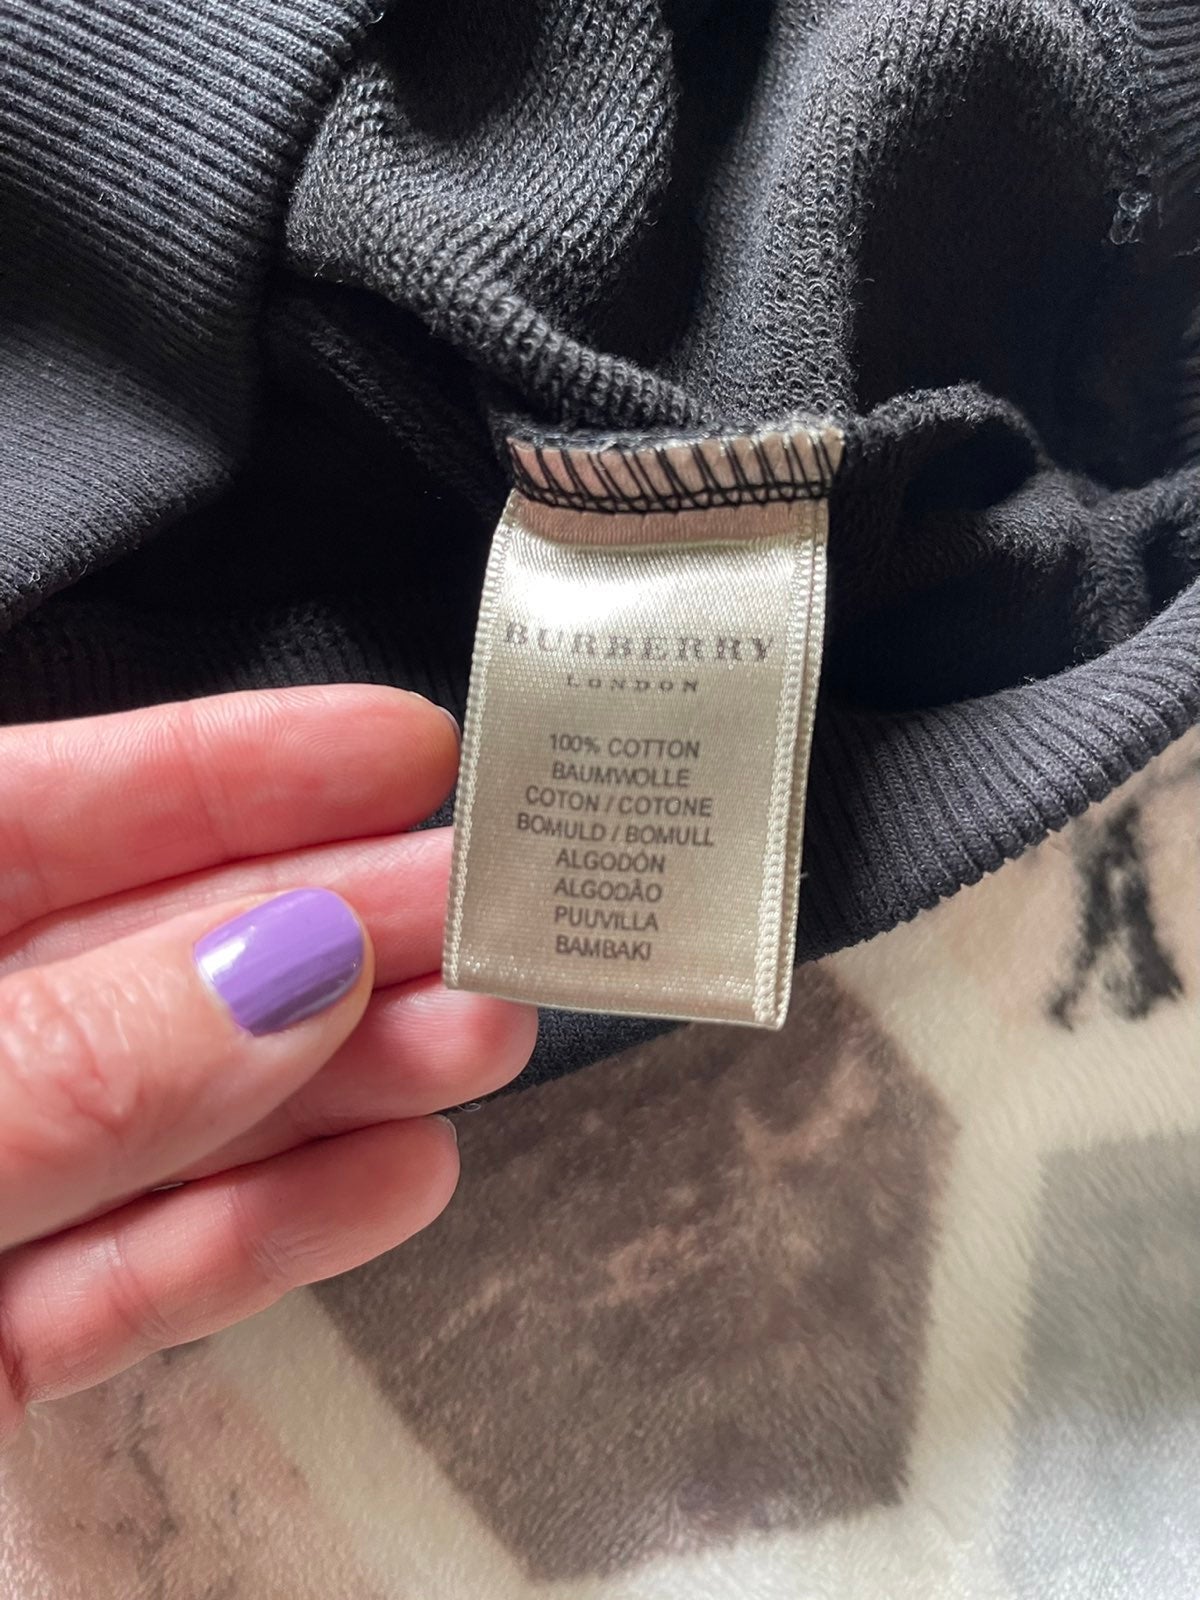 BURBERRY
LONDON
100% COTTON
BAUMWOLLE
COTON / COTONE
BOMULD / BOMULL
ALGODÓN
ALGODÃO
PUUVILLA
BAMBAKI